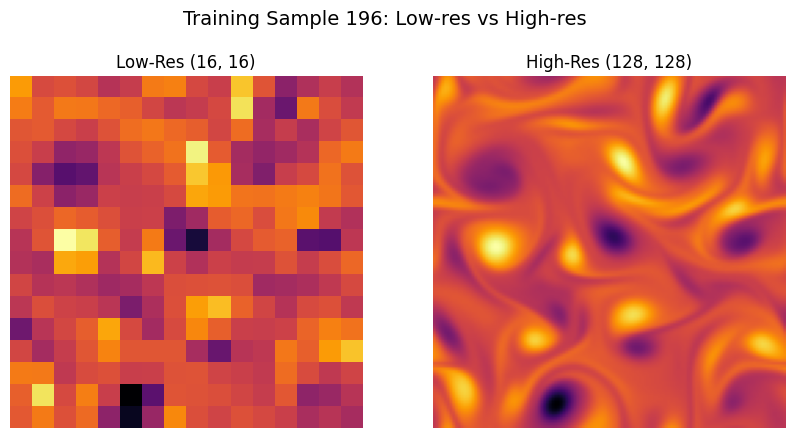 Training Sample 196: Low-res vs High-res
Low-Res (16, 16)
High-Res (128, 128)